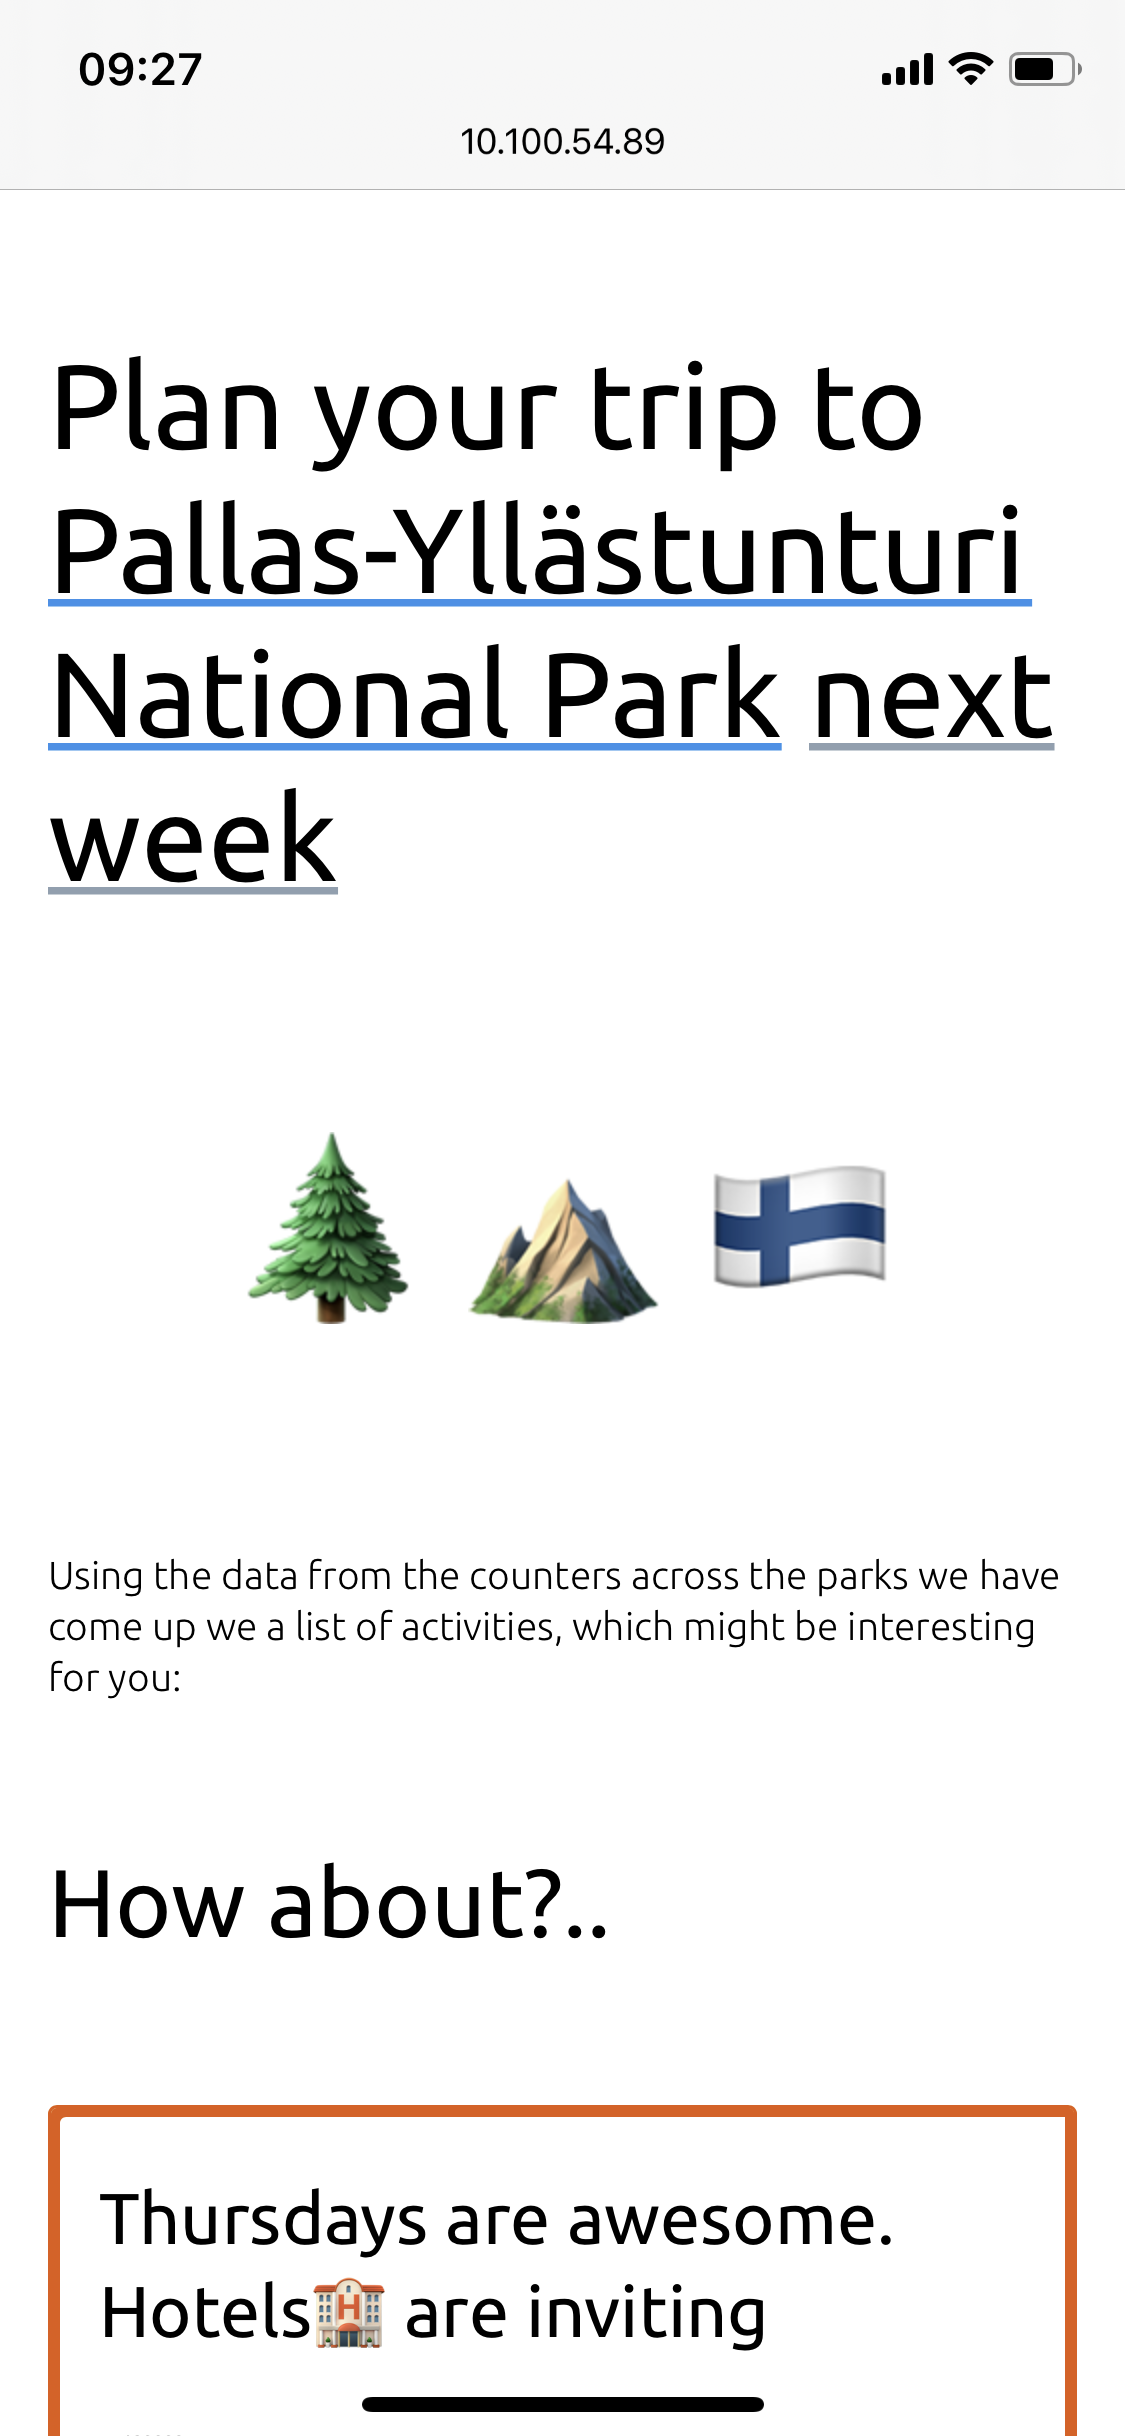 09:27
10.100.54.89
Plan your trip to
Pallas-Yllästunturi
National Park next
week
Using the data from the counters across the parks we have
come up we a list of activities, which might be interesting
for you:
How about?..
Thursdays are awesome.
Hotels🏨 are inviting